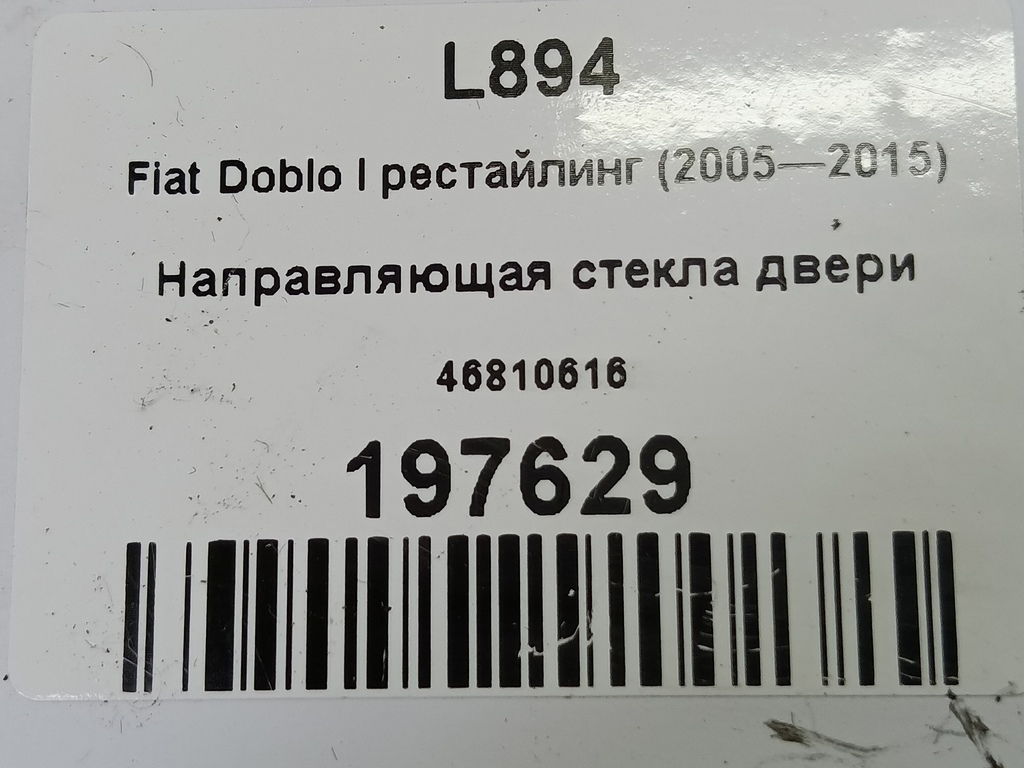 L894
Fiat Doblo I рестайлинг (2005—2015)
Направляющая стекла двери
46810616
197629